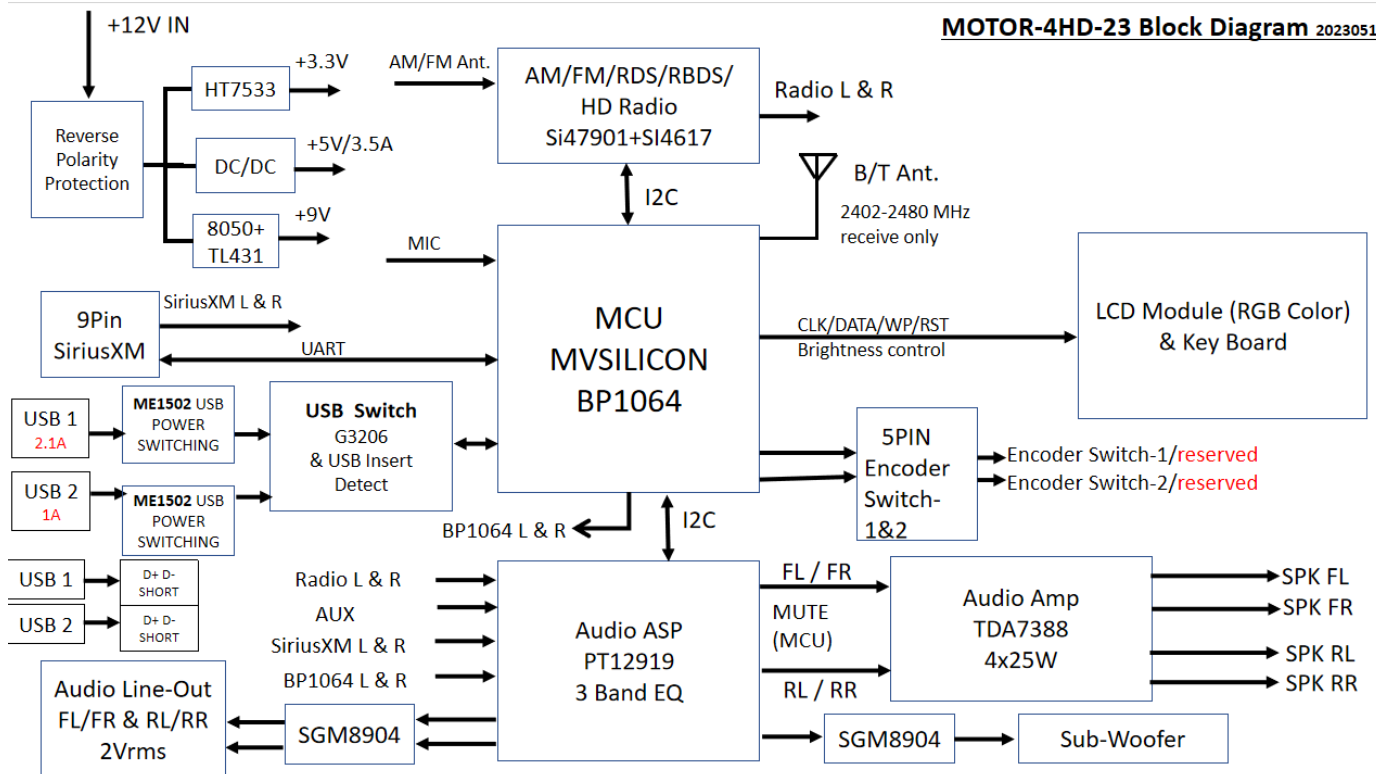 +12V IN
MOTOR-4HD-23 Block Diagram 2023051
Reverse
Polarity
Protection
HT7533
+3.3V
DC/DC
+5V/3.5A
8050+
TL431
+9V
AM/FM Ant.
AM/FM/RDS/RBDS/
HD Radio
Si47901+SI4617
Radio L & R
I2C
B/T Ant.
2402-2480 MHz
receive only
MIC
9Pin
SiriusXM
SiriusXM L & R
UART
MCU
MVSILICON
BP1064
CLK/DATA/WP/RST
Brightness control
LCD Module (RGB Color)
& Key Board
USB 1
2.1A
ME1502 USB
POWER
SWITCHING
USB Switch
G3206
& USB Insert
Detect
USB 2
1A
ME1502 USB
POWER
SWITCHING
5PIN
Encoder
Switch-
1&2
Encoder Switch-1/reserved
Encoder Switch-2/reserved
BP1064 L & R
I2C
USB 1
D+ D-
SHORT
USB 2
D+ D-
SHORT
Radio L & R
AUX
SiriusXM L & R
BP1064 L & R
Audio ASP
PT12919
3 Band EQ
FL / FR
MUTE
(MCU)
RL / RR
Audio Amp
TDA7388
4x25W
SPK FL
SPK FR
SPK RL
SPK RR
Audio Line-Out
FL/FR & RL/RR
2Vrms
SGM8904
SGM8904
Sub-Woofer